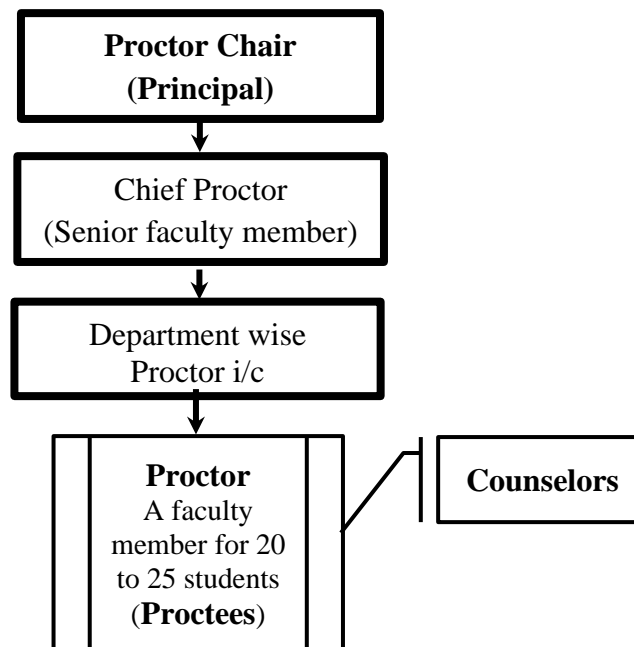 Proctor Chair
(Principal)
Chief Proctor
(Senior faculty member)
Department wise
Proctor i/c
Proctor
A faculty
member for 20
to 25 students
(Proctees)
Counselors